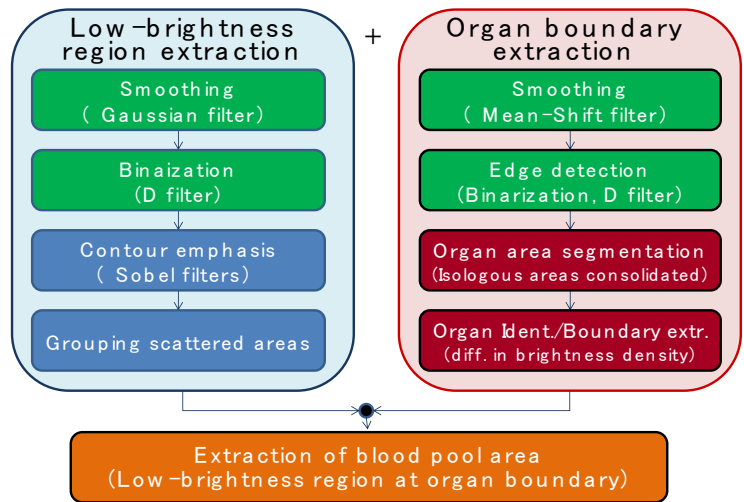 Low-brightness
region extraction
Smoothing
( Gaussian filter)
Binaization
(D filter)
Contour emphasis
( Sobel filters)
Grouping scattered areas
+
Organ boundary
extraction
Smoothing
( Mean-Shift filter)
Edge detection
(Binarization, D filter)
Organ area segmentation
(Isologous areas consolidated)
Organ Ident./Boundary extr.
(diff. in brightness density)
Extraction of blood pool area
(Low-brightness region at organ boundary)